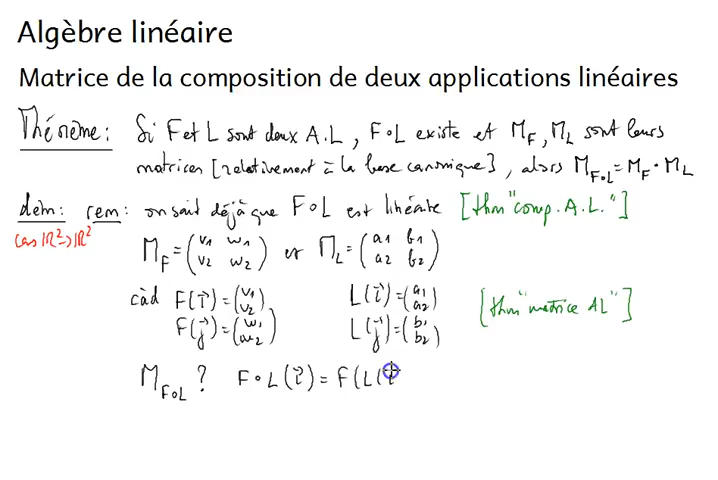 Algèbre linéaire
Matrice de la composition de deux applications linéaires
Théorème: Si F et L sont deux A.L, F∘L existe et M_F, M_L sont leurs
matrices [relativement à la base canonique], alors M_{F∘L} = M_F · M_L
dém: rem: on sait déjà que F∘L est linéaire [thm "comp. A.L."]
cas ℝ²→ℝ²
M_F = (v₁ w₁ / v₂ w₂) et M_L = (a₁ b₁ / a₂ b₂)
càd F(i⃗) = (v₁ / v₂) L(i⃗) = (a₁ / a₂)
F(j⃗) = (w₁ / w₂) L(j⃗) = (b₁ / b₂) [thm "matrice AL"]
M_{F∘L} ? F∘L(i⃗) = F(L(i